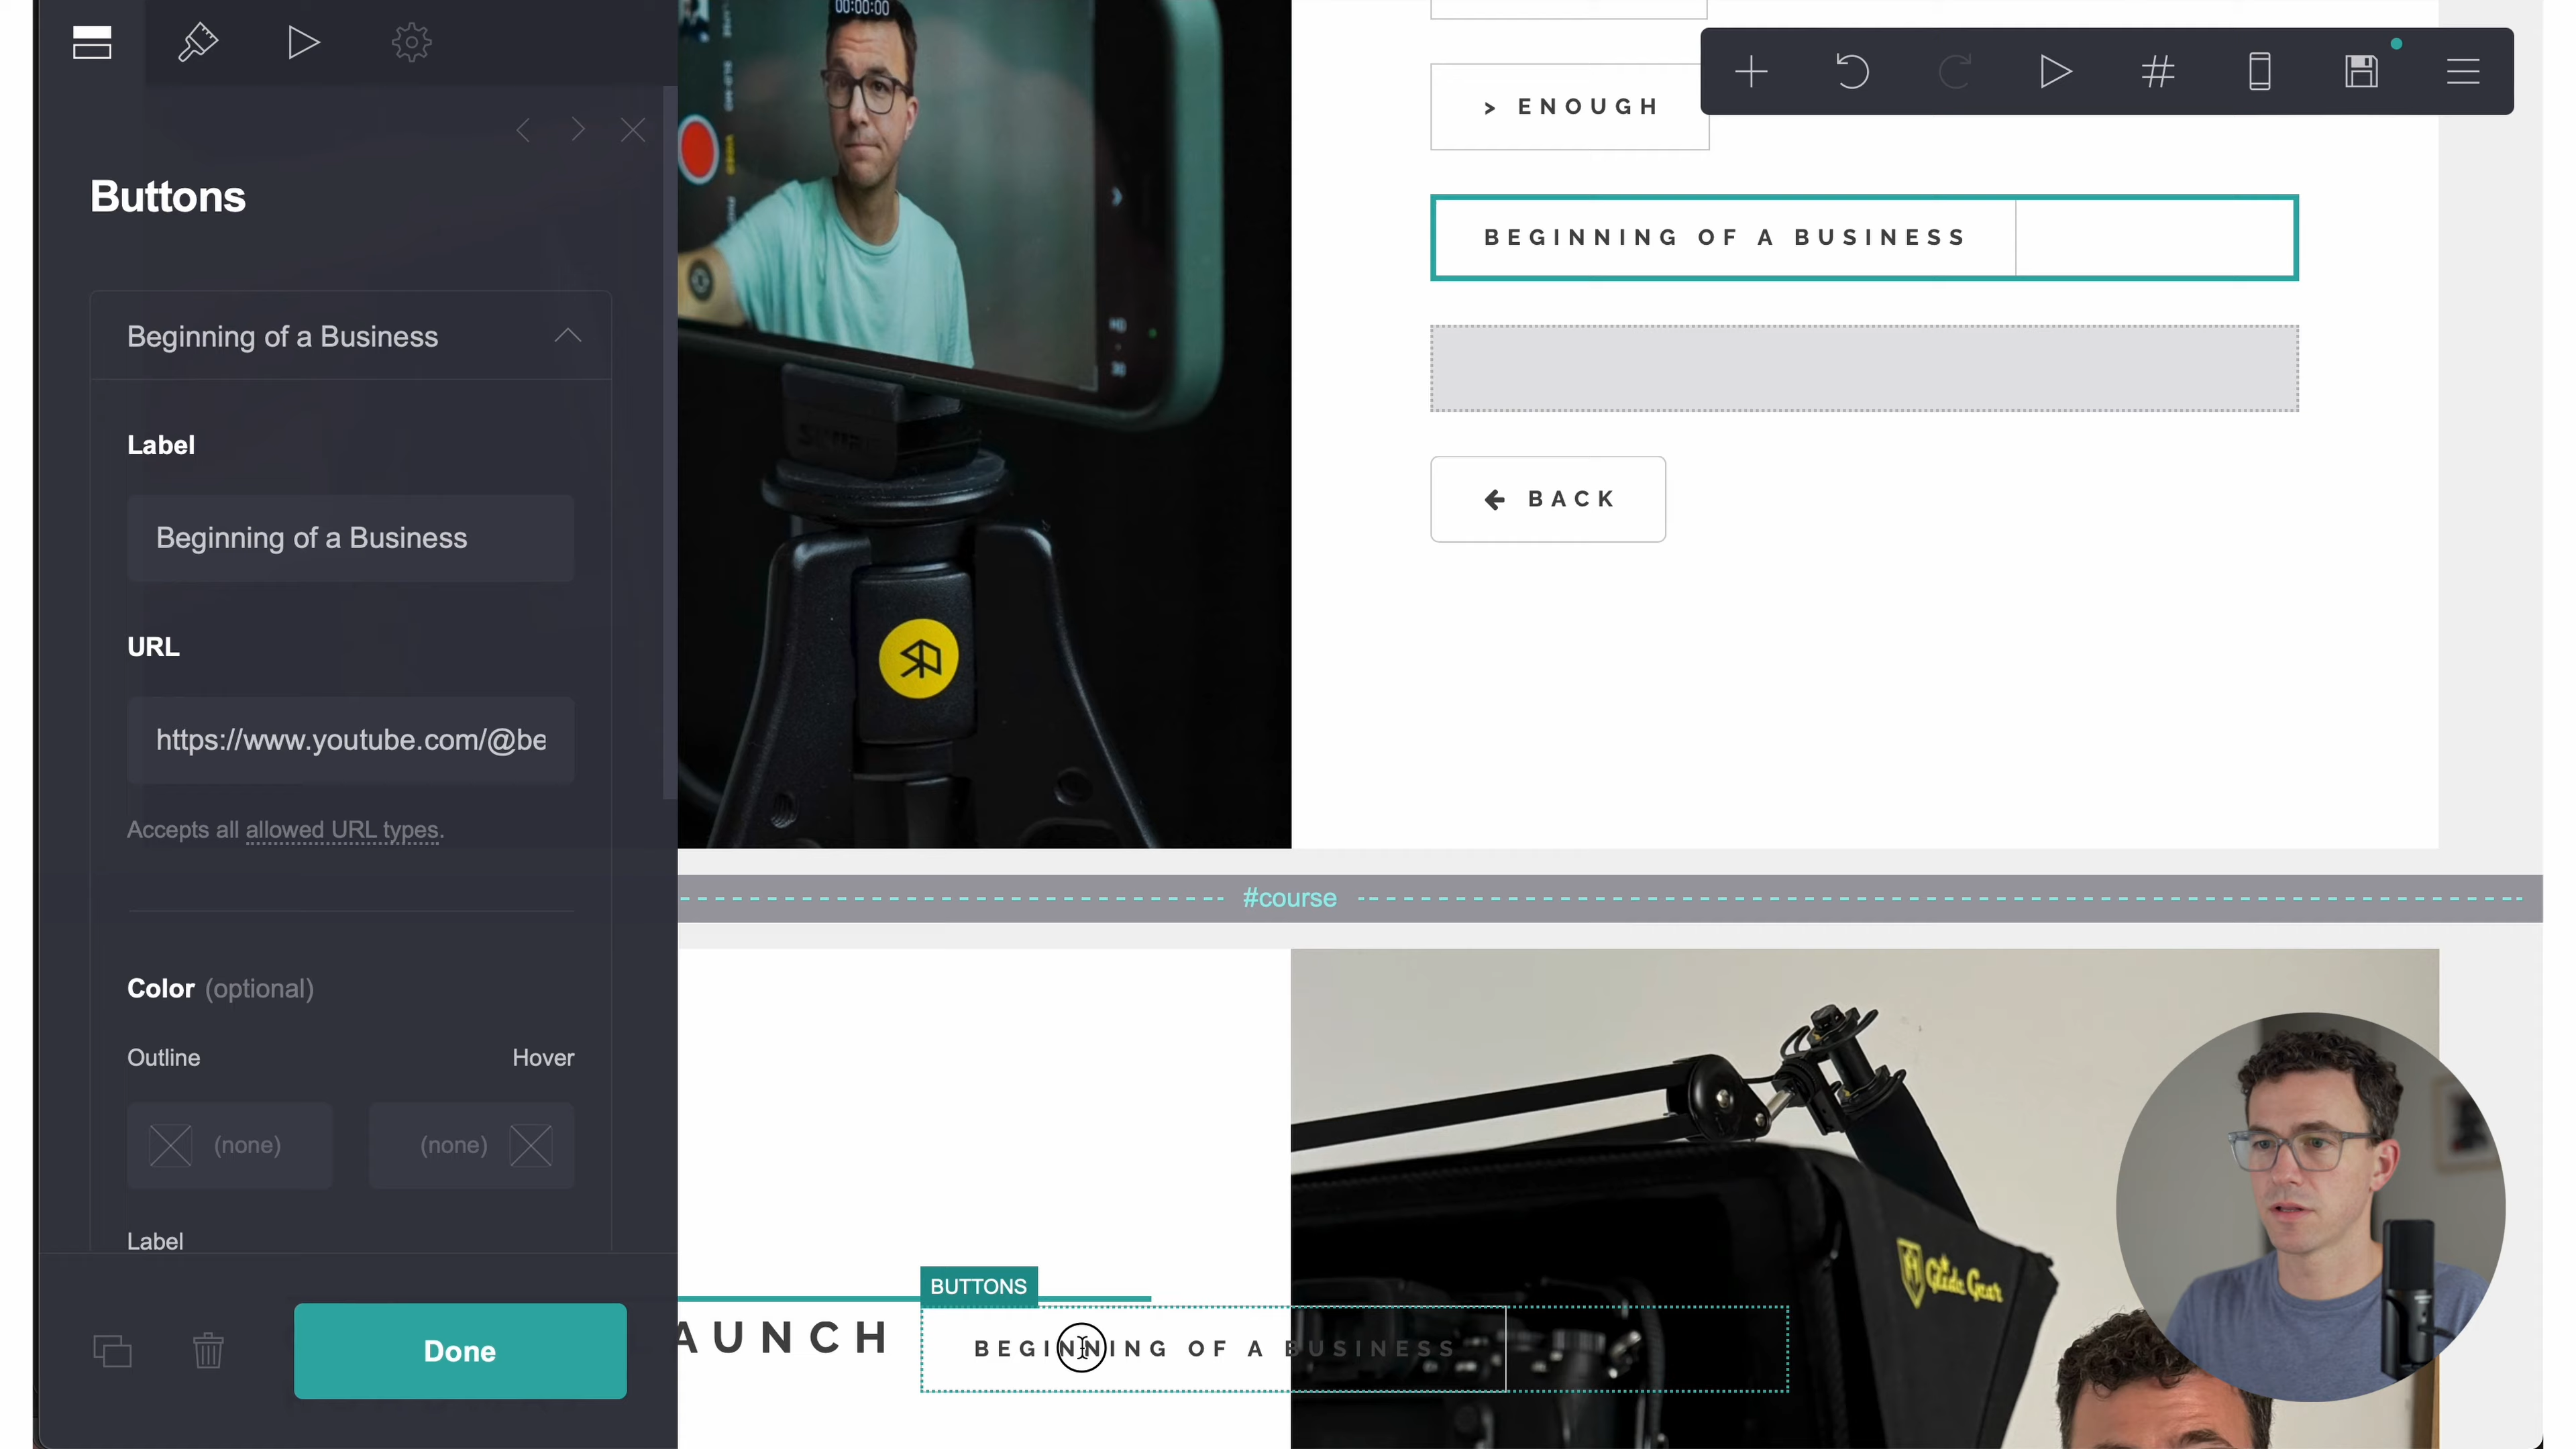 00:00:00
Buttons
Beginning of a Business
Label
Beginning of a Business
URL
https://www.youtube.com/@be
Accepts all allowed URL types.
Color (optional)
Outline
Hover
(none)
(none)
Label
Done
> ENOUGH
BEGINNING OF A BUSINESS
BACK
#course
BUTTONS
AUNCH
BEGINNING OF A BUSINESS
Glide Gear